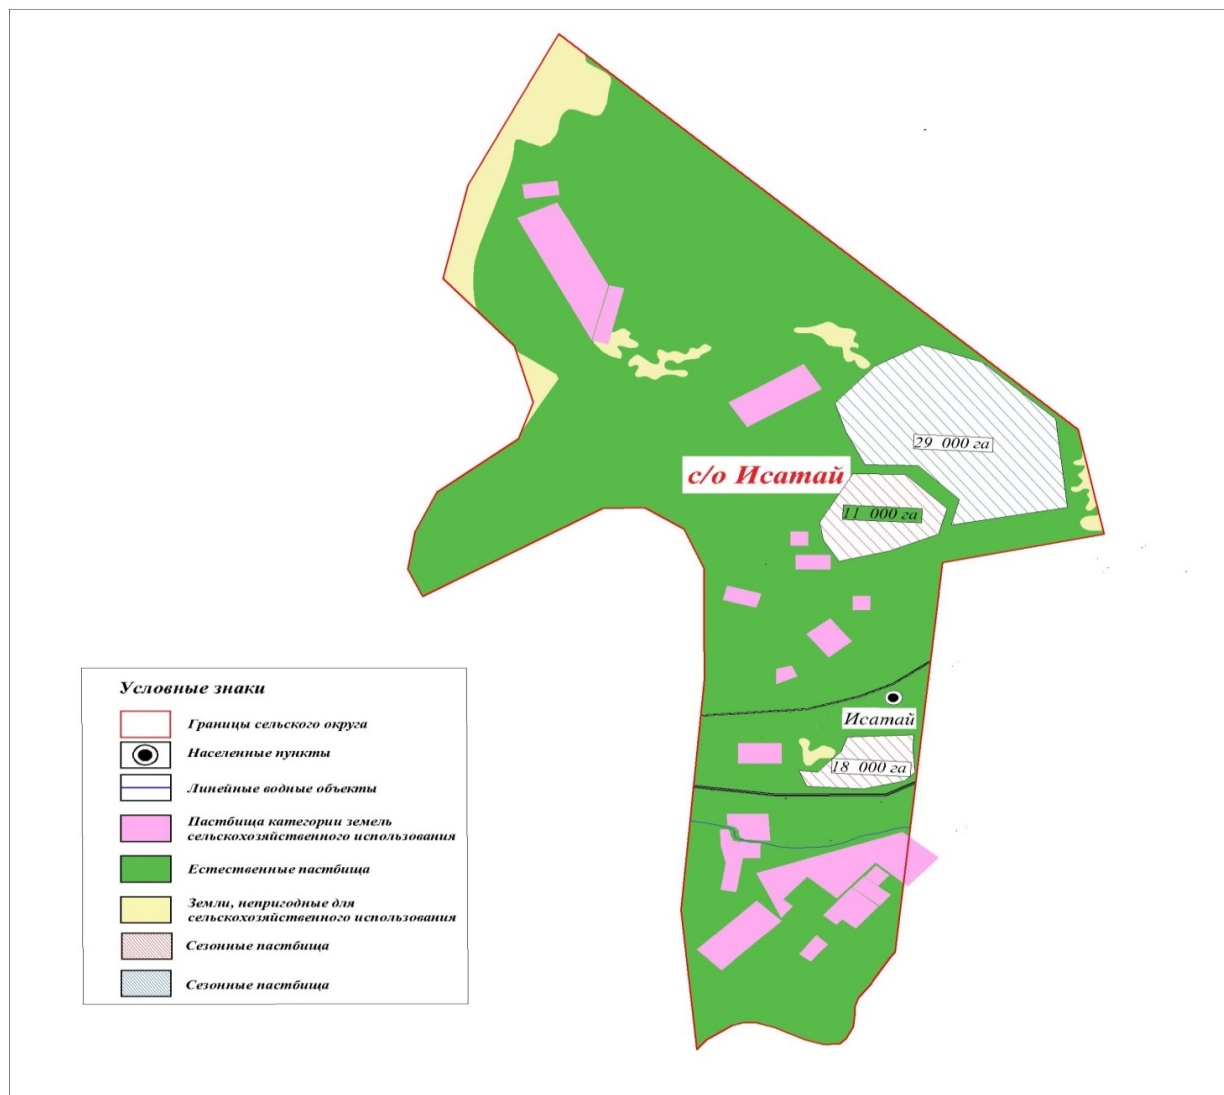 29 000 га
с/о Исатай
11 000 га
Исатай
18 000 га
Условные знаки
Границы сельского округа
Населенные пункты
Линейные водные объекты
Пастбища категории земель
сельскохозяйственного использования
Естественные пастбища
Земли, непригодные для
сельскохозяйственного использования
Сезонные пастбища
Сезонные пастбища